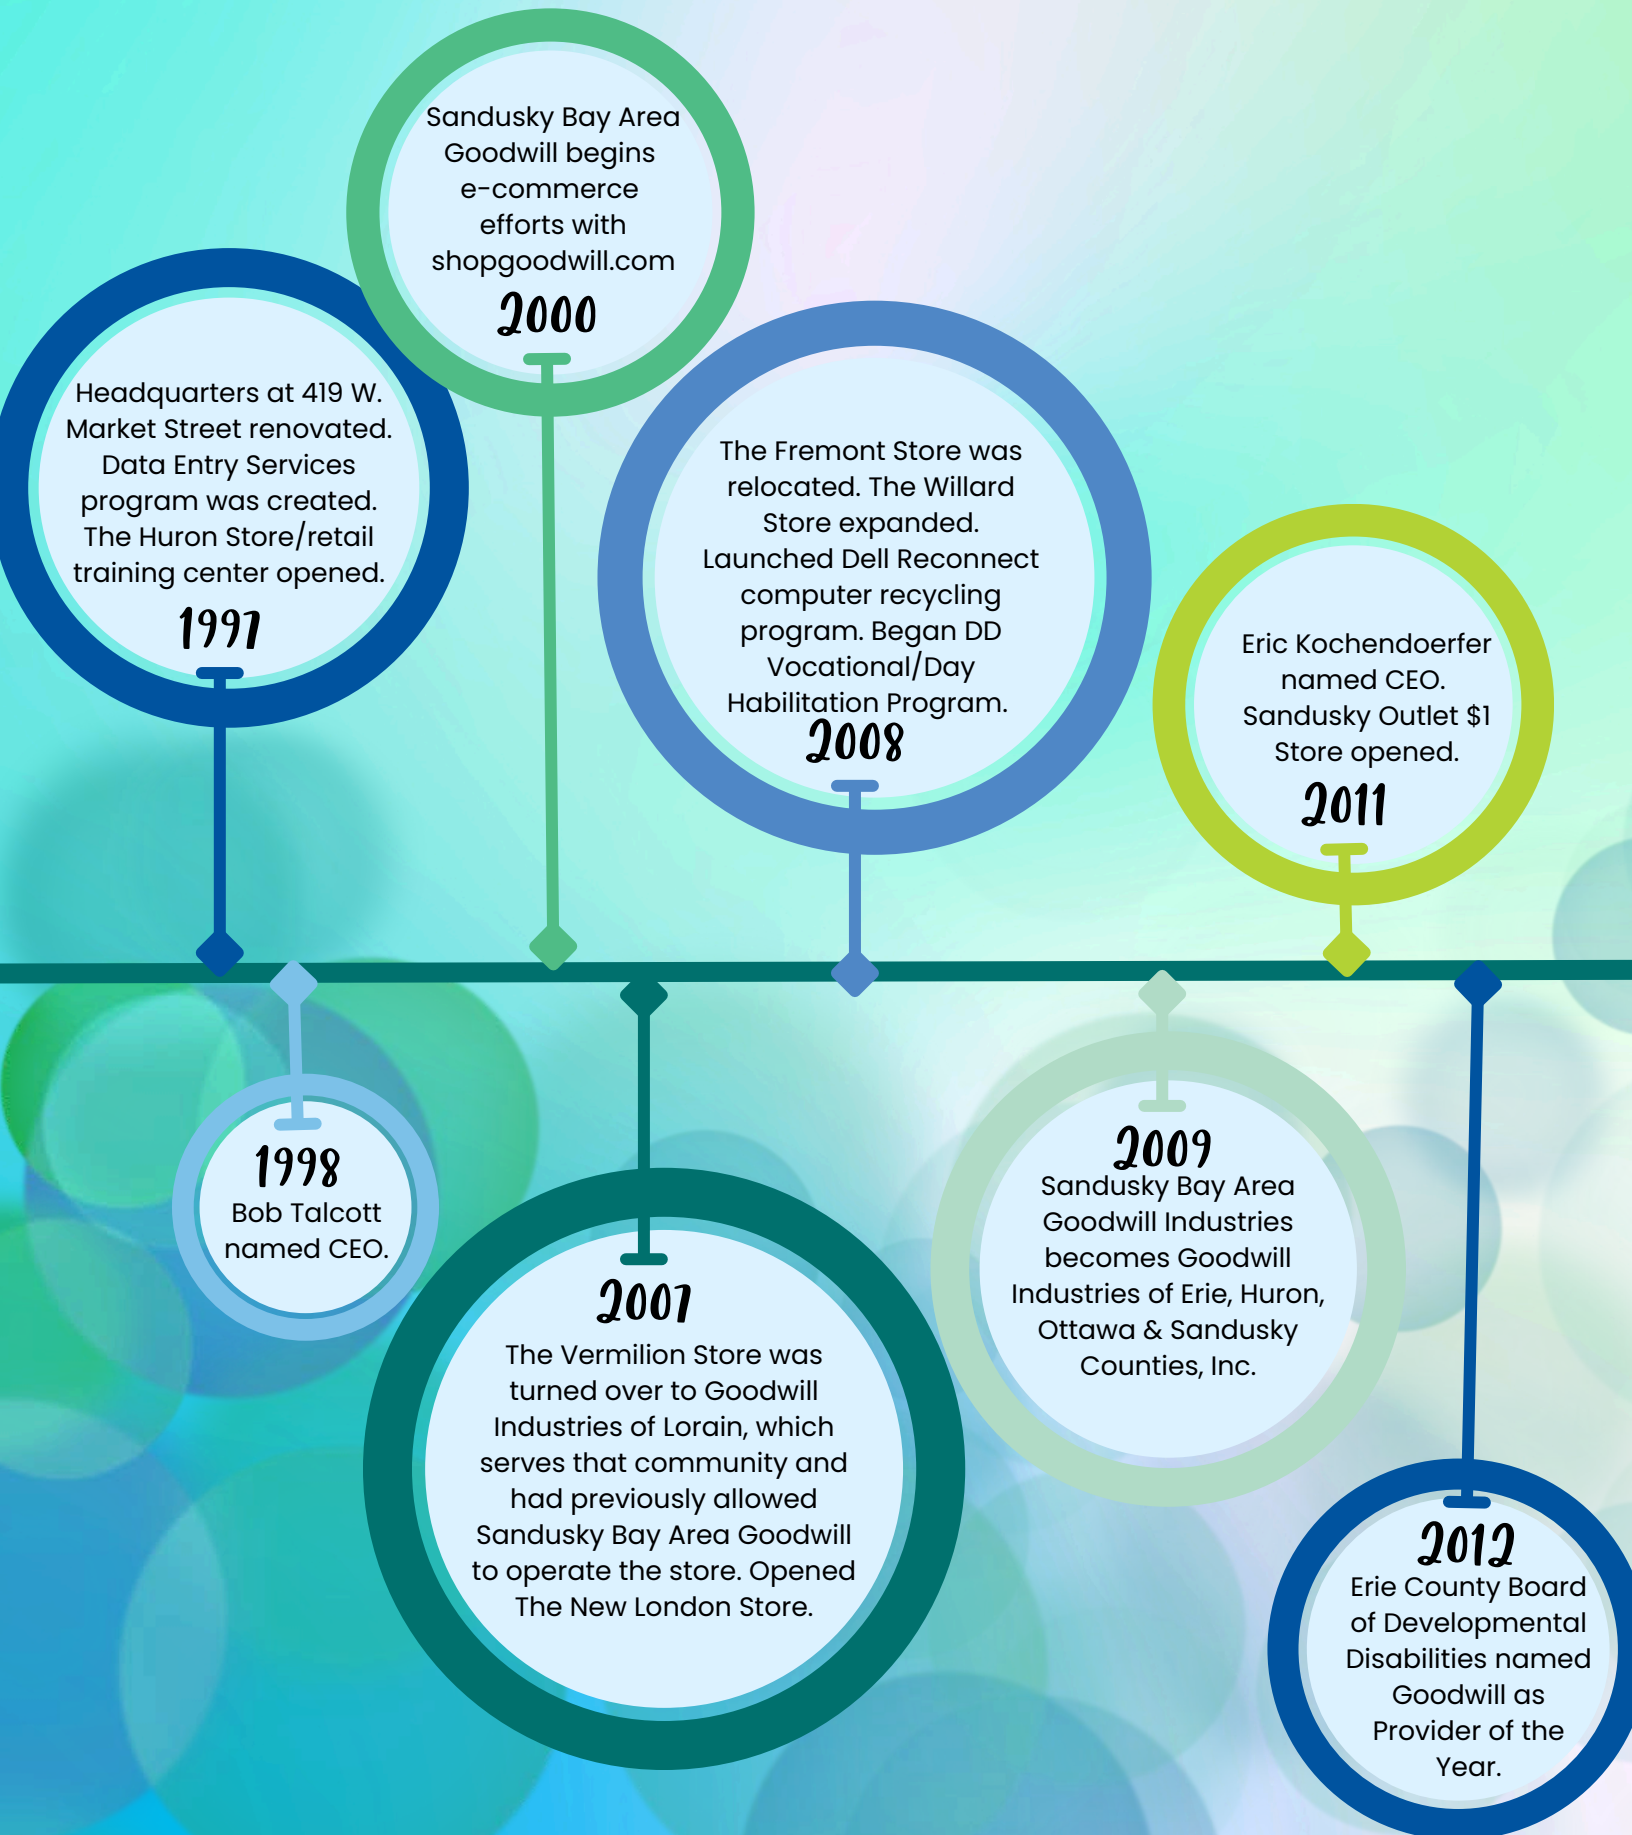 Headquarters at 419 W.
Market Street renovated.
Data Entry Services
program was created.
The Huron Store/retail
training center opened.
1997
1998
Bob Talcott
named CEO.
Sandusky Bay Area
Goodwill begins
e-commerce
efforts with
shopgoodwill.com
2000
2007
The Vermilion Store was
turned over to Goodwill
Industries of Lorain, which
serves that community and
had previously allowed
Sandusky Bay Area Goodwill
to operate the store. Opened
The New London Store.
The Fremont Store was
relocated. The Willard
Store expanded.
Launched Dell Reconnect
computer recycling
program. Began DD
Vocational/Day
Habilitation Program.
2008
2009
Sandusky Bay Area
Goodwill Industries
becomes Goodwill
Industries of Erie, Huron,
Ottawa & Sandusky
Counties, Inc.
Eric Kochendoerfer
named CEO.
Sandusky Outlet $1
Store opened.
2011
2012
Erie County Board
of Developmental
Disabilities named
Goodwill as
Provider of the
Year.